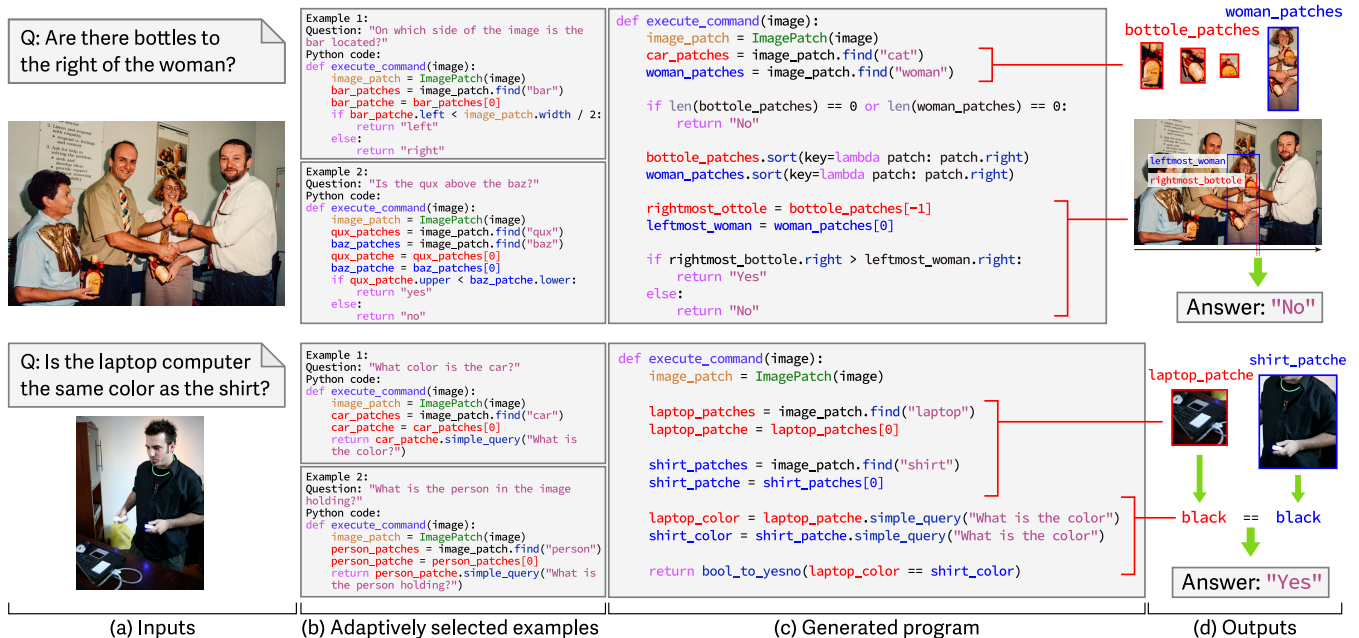 Q: Are there bottles to
the right of the woman?
Q: Is the laptop computer
the same color as the shirt?
(a) Inputs
Example 1:
Question: "On which side of the image is the
bar located?"
Python code:
def execute_command(image):
    image_patch = ImagePatch(image)
    bar_patches = image_patch.find("bar")
    bar_patche = bar_patches[0]
    if bar_patche.left < image_patch.width / 2:
        return "left"
    else:
        return "right"
Example 2:
Question: "Is the qux above the baz?"
Python code:
def execute_command(image):
    image_patch = ImagePatch(image)
    qux_patches = image_patch.find("qux")
    baz_patches = image_patch.find("baz")
    qux_patche = qux_patches[0]
    baz_patche = baz_patches[0]
    if qux_patche.upper < baz_patche.lower:
        return "yes"
    else:
        return "no"
Example 1:
Question: "What color is the car?"
Python code:
def execute_command(image):
    image_patch = ImagePatch(image)
    car_patches = image_patch.find("car")
    car_patche = car_patches[0]
    return car_patche.simple_query("What is
    the color?")
Example 2:
Question: "What is the person in the image
holding?"
Python code:
def execute_command(image):
    image_patch = ImagePatch(image)
    person_patches = image_patch.find("person")
    person_patche = person_patches[0]
    return person_patche.simple_query("What is
    the person holding?")
(b) Adaptively selected examples
def execute_command(image):
    image_patch = ImagePatch(image)
    car_patches = image_patch.find("cat")
    woman_patches = image_patch.find("woman")
    if len(bottole_patches) == 0 or len(woman_patches) == 0:
        return "No"
    bottole_patches.sort(key=lambda patch: patch.right)
    woman_patches.sort(key=lambda patch: patch.right)
    rightmost_ottole = bottole_patches[-1]
    leftmost_woman = woman_patches[0]
    if rightmost_bottole.right > leftmost_woman.right:
        return "Yes"
    else:
        return "No"
def execute_command(image):
    image_patch = ImagePatch(image)
    laptop_patches = image_patch.find("laptop")
    laptop_patche = laptop_patches[0]
    shirt_patches = image_patch.find("shirt")
    shirt_patche = shirt_patches[0]
    laptop_color = laptop_patche.simple_query("What is the color")
    shirt_color = shirt_patche.simple_query("What is the color")
    return bool_to_yesno(laptop_color == shirt_color)
(c) Generated program
woman_patches
bottole_patches
leftmost_woman
rightmost_bottole
Answer: "No"
shirt_patche
laptop_patche
black == black
Answer: "Yes"
(d) Outputs